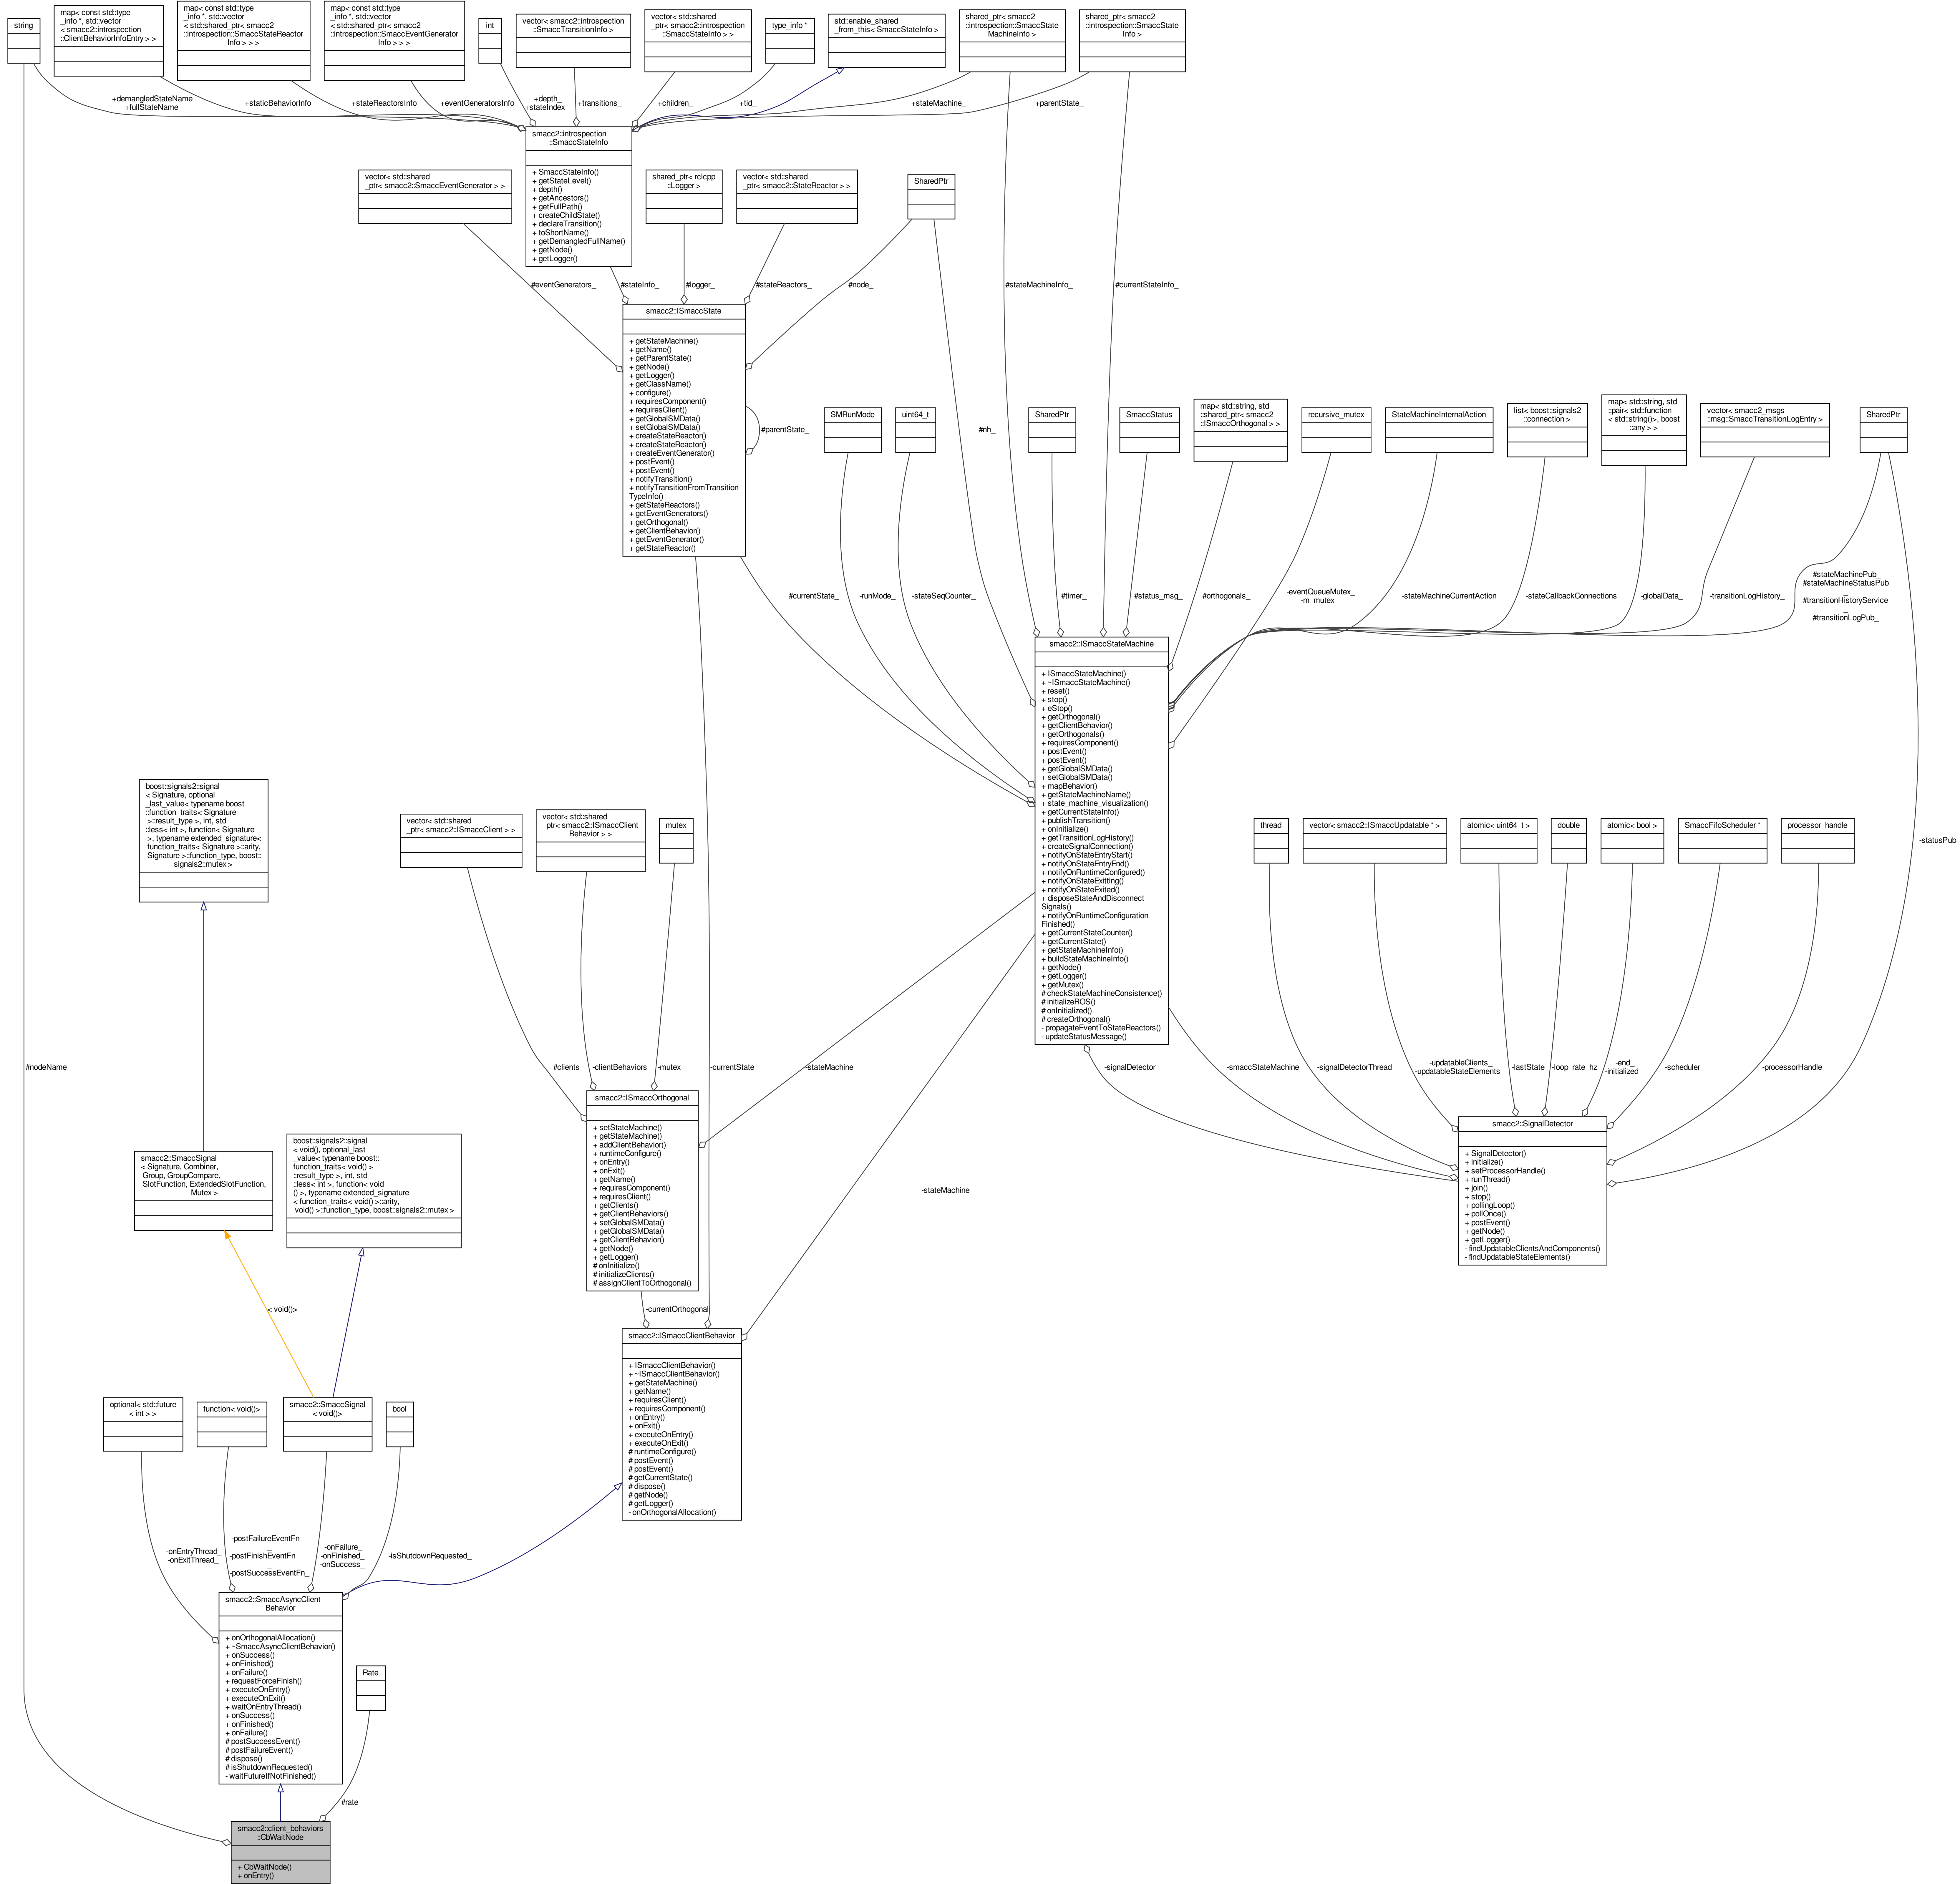 string
map< const std::type
_info *, std::vector
< smacc2::introspection
::ClientBehaviorInfoEntry > >
map< const std::type
_info *, std::vector
< std::shared_ptr< smacc2
::introspection::SmaccStateReactor
Info > > >
map< const std::type
_info *, std::vector
< std::shared_ptr< smacc2
::introspection::SmaccEventGenerator
Info > > >
int
vector< smacc2::introspection
::SmaccTransitionInfo >
vector< std::shared
_ptr< smacc2::introspection
::SmaccStateInfo > >
type_info *
std::enable_shared
_from_this< SmaccStateInfo >
shared_ptr< smacc2
::introspection::SmaccState
MachineInfo >
shared_ptr< smacc2
::introspection::SmaccState
Info >
+demangledStateName
+fullStateName
+staticBehaviorInfo
+stateReactorsInfo
+eventGeneratorsInfo
+depth_
+stateIndex_
+transitions_
+children_
+tid_
+stateMachine_
+parentState_
smacc2::introspection
::SmaccStateInfo
+ SmaccStateInfo()
+ getStateLevel()
+ depth()
+ getAncestors()
+ getFullPath()
+ createChildState()
+ declareTransition()
+ toShortName()
+ getDemangledFullName()
+ getNode()
+ getLogger()
vector< std::shared
_ptr< smacc2::SmaccEventGenerator > >
shared_ptr< rclcpp
::Logger >
vector< std::shared
_ptr< smacc2::StateReactor > >
SharedPtr
#eventGenerators_
#stateInfo_
#logger_
#stateReactors_
#node_
#stateMachineInfo_
#currentStateInfo_
smacc2::ISmaccState
+ getStateMachine()
+ getName()
+ getParentState()
+ getNode()
+ getLogger()
+ getClassName()
+ configure()
+ requiresComponent()
+ requiresClient()
+ getGlobalSMData()
+ setGlobalSMData()
+ createStateReactor()
+ createStateReactor()
+ createEventGenerator()
+ postEvent()
+ postEvent()
+ notifyTransition()
+ notifyTransitionFromTransition
TypeInfo()
+ getStateReactors()
+ getEventGenerators()
+ getOrthogonal()
+ getClientBehavior()
+ getEventGenerator()
+ getStateReactor()
#parentState_
SMRunMode
uint64_t
#nh_
SharedPtr
SmaccStatus
map< std::string, std
::shared_ptr< smacc2
::ISmaccOrthogonal > >
recursive_mutex
StateMachineInternalAction
list< boost::signals2
::connection >
map< std::string, std
::pair< std::function
< std::string()>, boost
::any > >
vector< smacc2_msgs
::msg::SmaccTransitionLogEntry >
SharedPtr
#currentState_
-runMode_
-stateSeqCounter_
#timer_
#status_msg_
#orthogonals_
-eventQueueMutex_
-m_mutex_
-stateMachineCurrentAction
-stateCallbackConnections
-globalData_
-transitionLogHistory_
#stateMachinePub_
#stateMachineStatusPub
_
#transitionHistoryService
_
#transitionLogPub_
smacc2::ISmaccStateMachine
+ ISmaccStateMachine()
+ ~ISmaccStateMachine()
+ reset()
+ stop()
+ eStop()
+ getOrthogonal()
+ getClientBehavior()
+ getOrthogonals()
+ requiresComponent()
+ postEvent()
+ postEvent()
+ getGlobalSMData()
+ setGlobalSMData()
+ mapBehavior()
+ getStateMachineName()
+ state_machine_visualization()
+ getCurrentStateInfo()
+ publishTransition()
+ onInitialize()
+ getTransitionLogHistory()
+ createSignalConnection()
+ notifyOnStateEntryStart()
+ notifyOnStateEntryEnd()
+ notifyOnRuntimeConfigured()
+ notifyOnStateExitting()
+ notifyOnStateExited()
+ disposeStateAndDisconnect
Signals()
+ notifyOnRuntimeConfiguration
Finished()
+ getCurrentStateCounter()
+ getCurrentState()
+ getStateMachineInfo()
+ buildStateMachineInfo()
+ getNode()
+ getLogger()
+ getMutex()
# checkStateMachineConsistence()
# initializeROS()
# onInitialized()
# createOrthogonal()
- propagateEventToStateReactors()
- updateStatusMessage()
boost::signals2::signal
< Signature, optional
_last_value< typename boost
::function_traits< Signature
>::result_type >, int, std
::less< int >, function< Signature
>, typename extended_signature<
function_traits< Signature >::arity,
Signature >::function_type, boost::
signals2::mutex >
vector< std::shared
_ptr< smacc2::ISmaccClient > >
vector< std::shared
_ptr< smacc2::ISmaccClient
Behavior > >
mutex
thread
vector< smacc2::ISmaccUpdatable * >
atomic< uint64_t >
double
atomic< bool >
SmaccFifoScheduler *
processor_handle
-statusPub_
#nodeName_
#clients_
-clientBehaviors_
-mutex_
-currentState
-stateMachine_
-signalDetector_
-smaccStateMachine_
-signalDetectorThread_
-updatableClients_
-updatableStateElements_
-lastState_
-loop_rate_hz
-end_
-initialized_
-scheduler_
-processorHandle_
smacc2::ISmaccOrthogonal
+ setStateMachine()
+ getStateMachine()
+ addClientBehavior()
+ runtimeConfigure()
+ onEntry()
+ onExit()
+ getName()
+ requiresComponent()
+ requiresClient()
+ getClients()
+ getClientBehaviors()
+ setGlobalSMData()
+ getGlobalSMData()
+ getClientBehavior()
+ getNode()
+ getLogger()
# onInitialize()
# initializeClients()
# assignClientToOrthogonal()
smacc2::SignalDetector
+ SignalDetector()
+ initialize()
+ setProcessorHandle()
+ runThread()
+ join()
+ stop()
+ pollingLoop()
+ pollOnce()
+ postEvent()
+ getNode()
+ getLogger()
- findUpdatableClientsAndComponents()
- findUpdatableStateElements()
smacc2::SmaccSignal
< Signature, Combiner,
Group, GroupCompare,
SlotFunction, ExtendedSlotFunction,
Mutex >
boost::signals2::signal
< void(), optional_last
_value< typename boost::
function_traits< void() >
::result_type >, int, std
::less< int >, function< void
() >, typename extended_signature
< function_traits< void() >::arity,
void() >::function_type, boost::signals2::mutex >
-stateMachine_
< void()>
-currentOrthogonal
smacc2::ISmaccClientBehavior
+ ISmaccClientBehavior()
+ ~ISmaccClientBehavior()
+ getStateMachine()
+ getName()
+ requiresClient()
+ requiresComponent()
+ onEntry()
+ onExit()
+ executeOnEntry()
+ executeOnExit()
# runtimeConfigure()
# postEvent()
# postEvent()
# getCurrentState()
# dispose()
# getNode()
# getLogger()
- onOrthogonalAllocation()
optional< std::future
< int > >
function< void()>
smacc2::SmaccSignal
< void()>
bool
-onEntryThread_
-onExitThread_
-postFailureEventFn
_
-postFinishEventFn
_
-postSuccessEventFn_
-onFailure_
-onFinished_
-onSuccess_
-isShutdownRequested_
smacc2::SmaccAsyncClient
Behavior
+ onOrthogonalAllocation()
+ ~SmaccAsyncClientBehavior()
+ onSuccess()
+ onFinished()
+ onFailure()
+ requestForceFinish()
+ executeOnEntry()
+ executeOnExit()
+ waitOnEntryThread()
+ onSuccess()
+ onFinished()
+ onFailure()
# postSuccessEvent()
# postFailureEvent()
# dispose()
# isShutdownRequested()
- waitFutureIfNotFinished()
Rate
#rate_
smacc2::client_behaviors
::CbWaitNode
+ CbWaitNode()
+ onEntry()